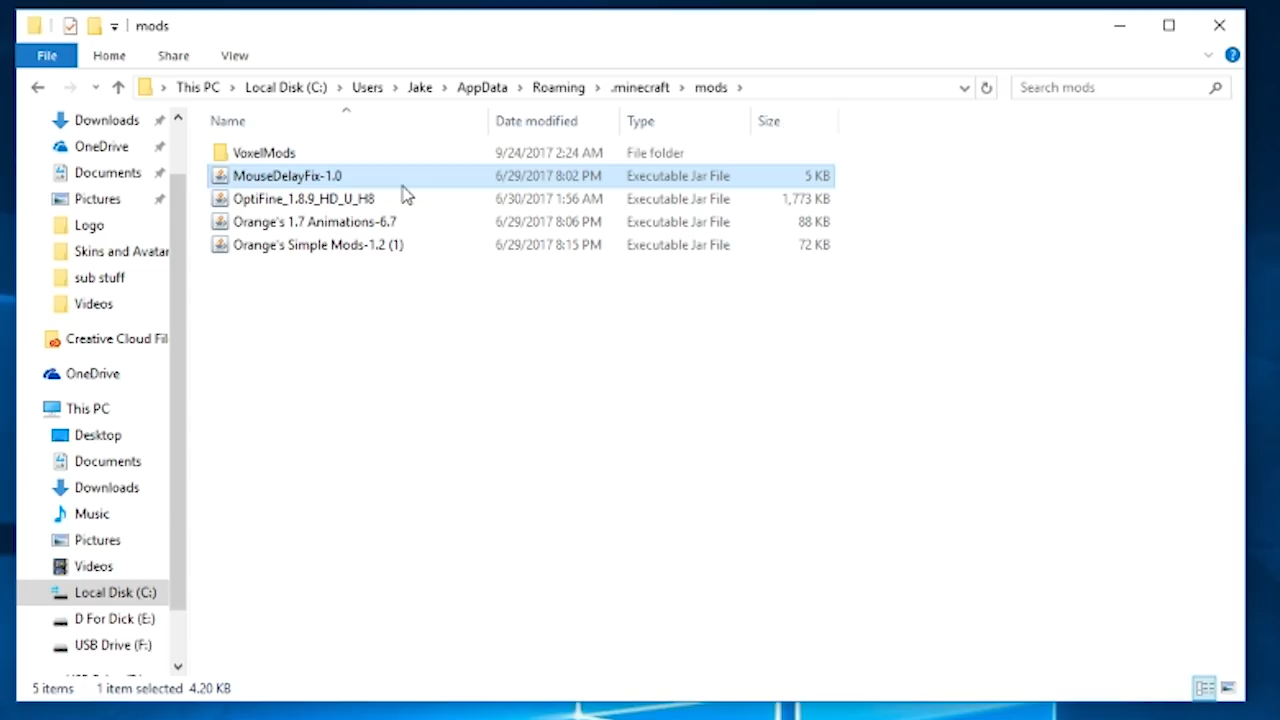 mods
File Home Share View
This PC Local Disk (C:) Users Jake AppData Roaming .minecraft mods Search mods
Name Date modified Type Size
Downloads
OneDrive
Documents
Pictures
Logo
Skins and Avatar
sub stuff
Videos
Creative Cloud Fil
OneDrive
This PC
Desktop
Documents
Downloads
Music
Pictures
Videos
Local Disk (C:)
D For Dick (E:)
USB Drive (F:)
VoxelMods 9/24/2017 2:24 AM File folder
MouseDelayFix-1.0 6/29/2017 8:02 PM Executable Jar File 5 KB
OptiFine_1.8.9_HD_U_H8 6/30/2017 1:56 AM Executable Jar File 1,773 KB
Orange's 1.7 Animations-6.7 6/29/2017 8:06 PM Executable Jar File 88 KB
Orange's Simple Mods-1.2 (1) 6/29/2017 8:15 PM Executable Jar File 72 KB
5 items 1 item selected 4.20 KB